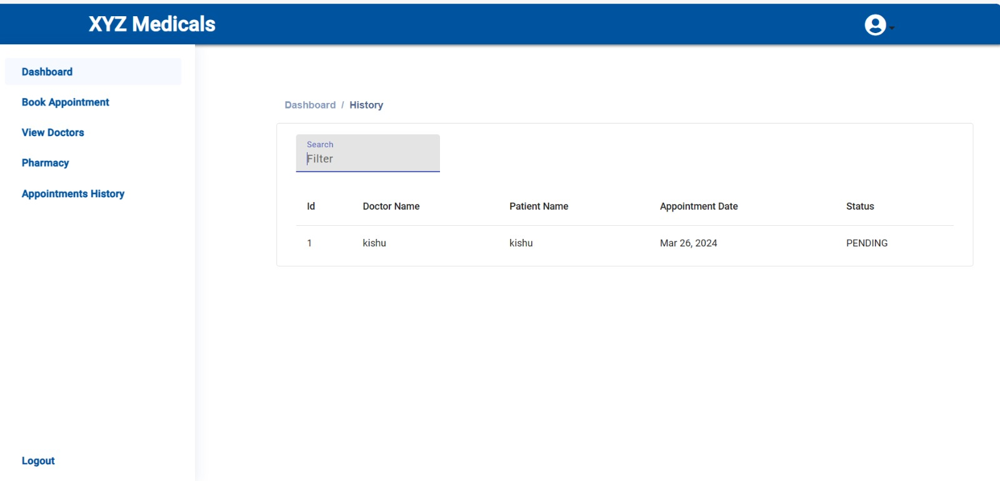 XYZ Medicals
Dashboard
Book Appointment
View Doctors
Pharmacy
Appointments History
Logout
Dashboard / History
Search
Filter
Id Doctor Name Patient Name Appointment Date Status
1 kishu kishu Mar 26, 2024 PENDING